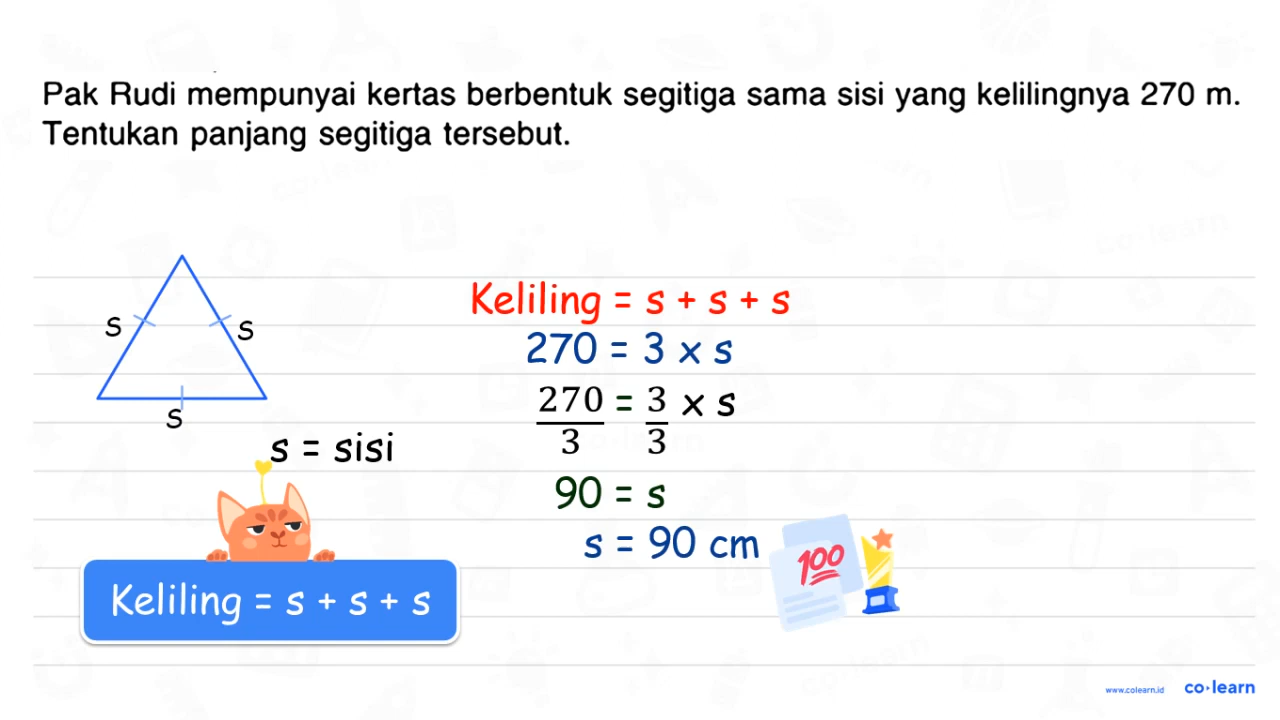 Pak Rudi mempunyai kertas berbentuk segitiga sama sisi yang kelilingnya 270 m.
Tentukan panjang segitiga tersebut.
s
s
s
s = sisi
Keliling = s + s + s
Keliling = s + s + s
270 = 3 x s
270/3 = 3/3 x s
90 = s
s = 90 cm
100
www.colearn.id
co·learn